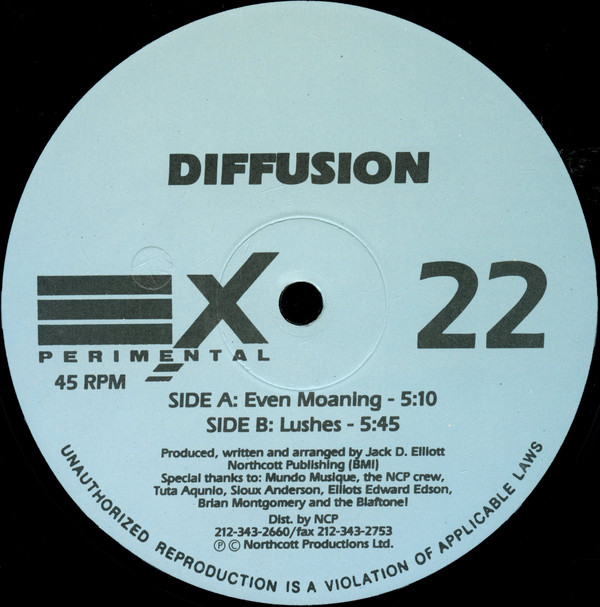 DIFFUSION
EX
PERIMENTAL
22
45 RPM
SIDE A: Even Moaning - 5:10
SIDE B: Lushes - 5:45
Produced, written and arranged by Jack D. Elliott
Northcott Publishing (BMI)
Special thanks to: Mundo Musique, the NCP crew,
Tuta Aqunio, Sioux Anderson, Elliots Edward Edson,
Brian Montgomery and the Blaftone!
Dist. by NCP
212-343-2660/fax 212-343-2753
℗ © Northcott Productions Ltd.
UNAUTHORIZED REPRODUCTION IS A VIOLATION OF APPLICABLE LAWS